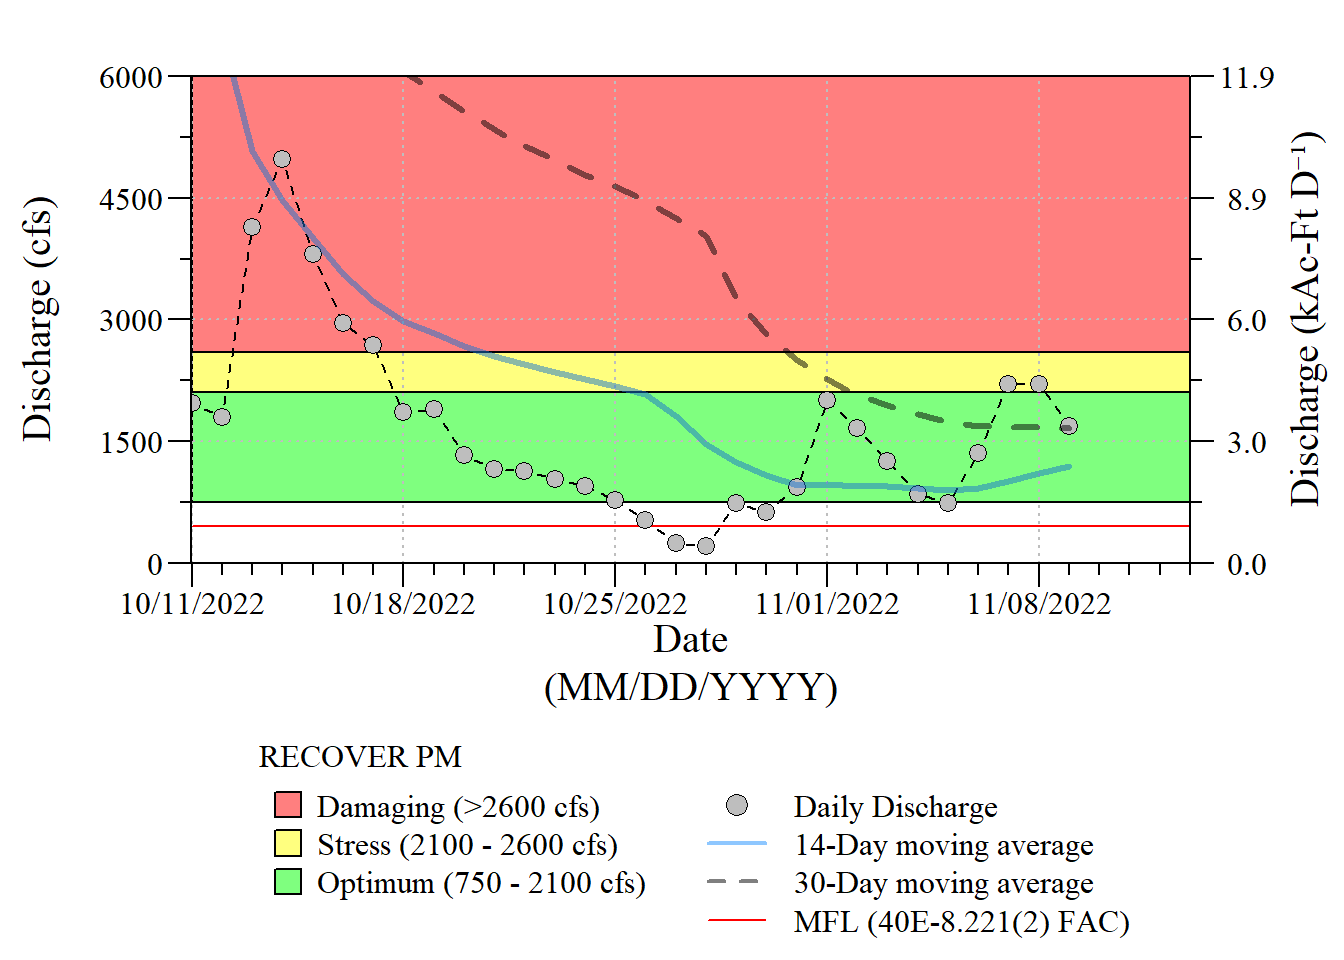 6000
4500
3000
1500
0
Discharge (cfs)
11.9
8.9
6.0
3.0
0.0
Discharge (kAc-Ft D⁻¹)
10/11/2022 10/18/2022 10/25/2022 11/01/2022 11/08/2022
Date
(MM/DD/YYYY)
RECOVER PM
Damaging (>2600 cfs)
Stress (2100 - 2600 cfs)
Optimum (750 - 2100 cfs)
Daily Discharge
14-Day moving average
30-Day moving average
MFL (40E-8.221(2) FAC)